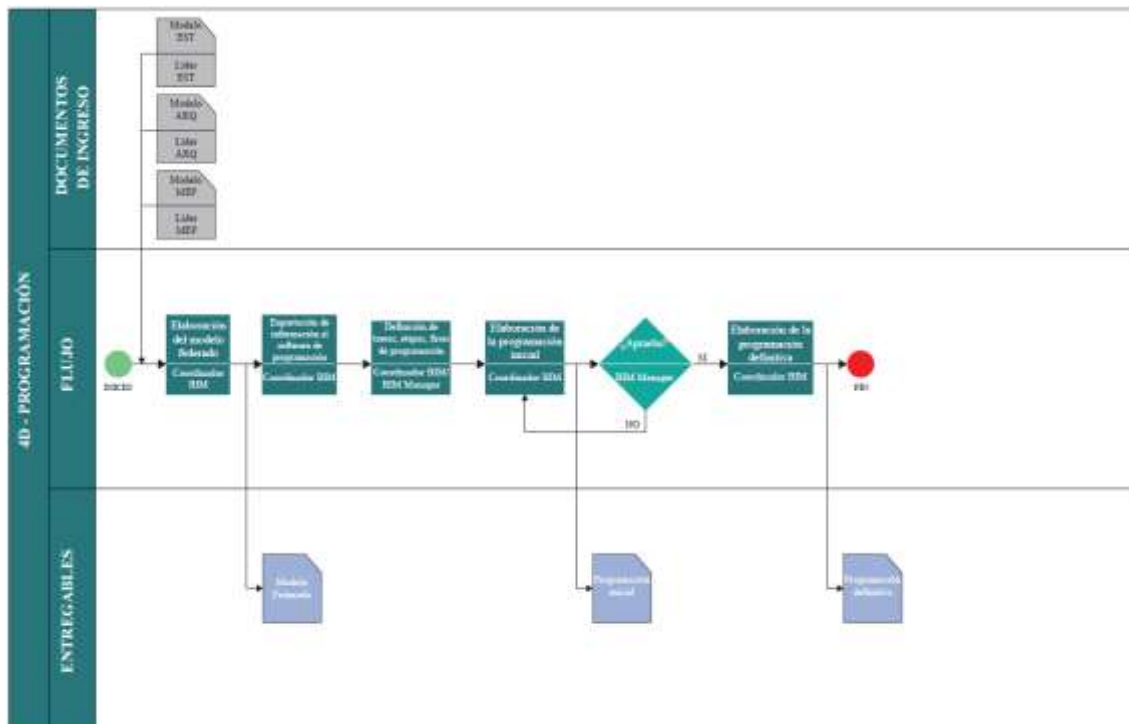 4D - PROGRAMACIÓN
DOCUMENTOS
DE INGRESO
Modelo
EST
Líder
EST
Modelo
ARQ
Líder
ARQ
Modelo
MEP
Líder
MEP
FLUJO
INICIO
Elaboración
del modelo
federado
Coordinador
BIM
Exportación de
información al
software de
programación
Coordinador BIM
Definición de
tareas, etapas, fases
de programación
Coordinador BIM/
BIM Manager
Elaboración de
la programación
inicial
Coordinador BIM
¿Aprueba?
BIM Manager
SI
NO
Elaboración de la
programación
definitiva
Coordinador BIM
FIN
ENTREGABLES
Modelo
Federado
Programación
inicial
Programación
definitiva